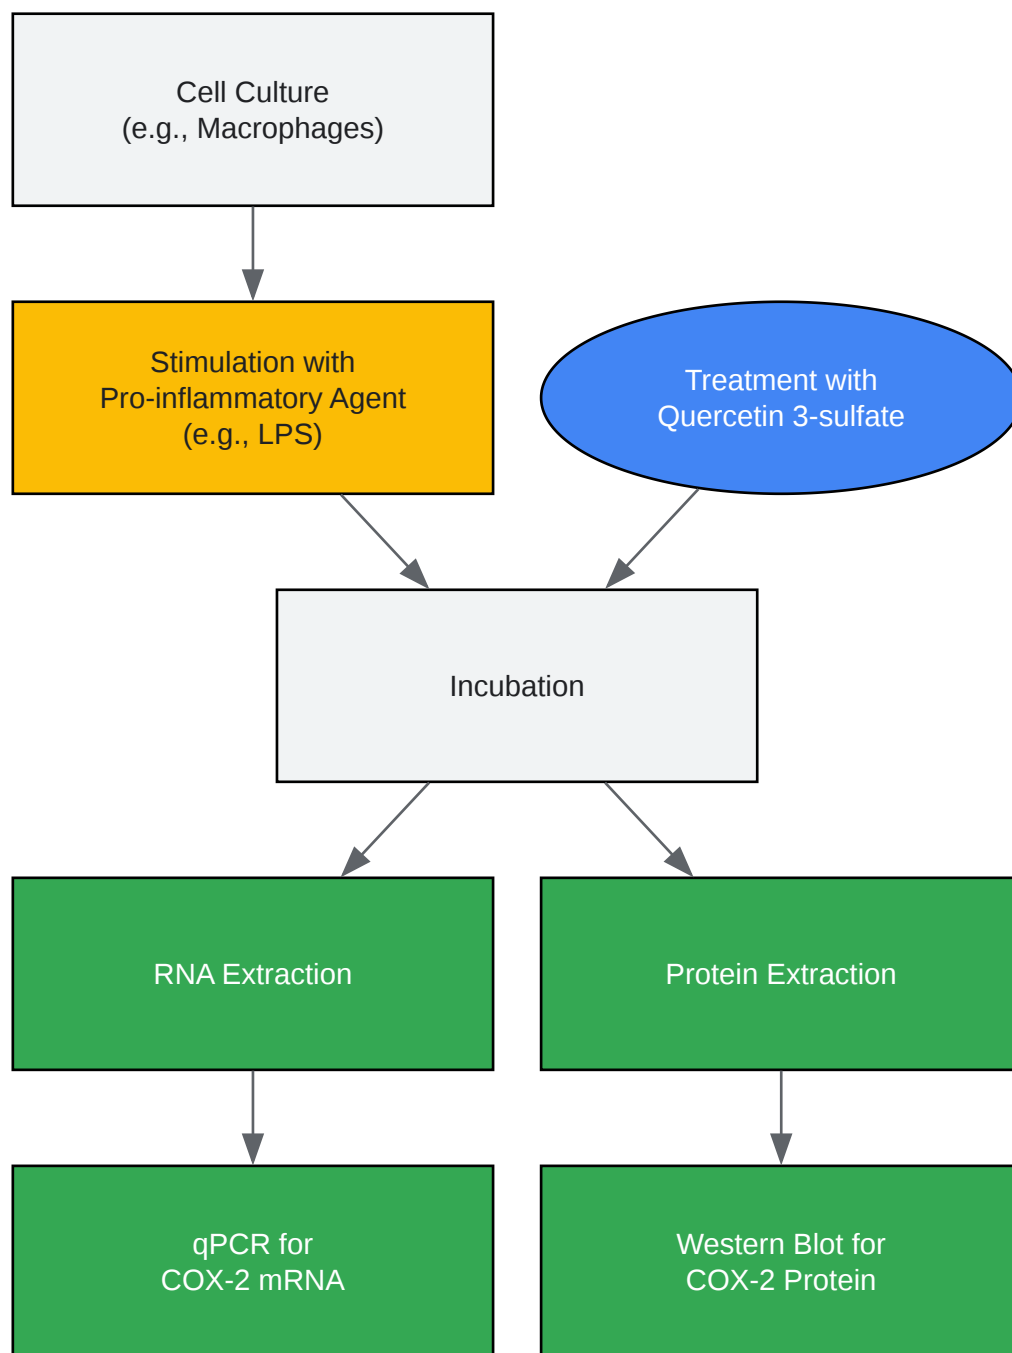 Cell Culture
(e.g., Macrophages)
Stimulation with
Pro-inflammatory Agent
(e.g., LPS)
Treatment with
Quercetin 3-sulfate
Incubation
RNA Extraction
Protein Extraction
qPCR for
COX-2 mRNA
Western Blot for
COX-2 Protein